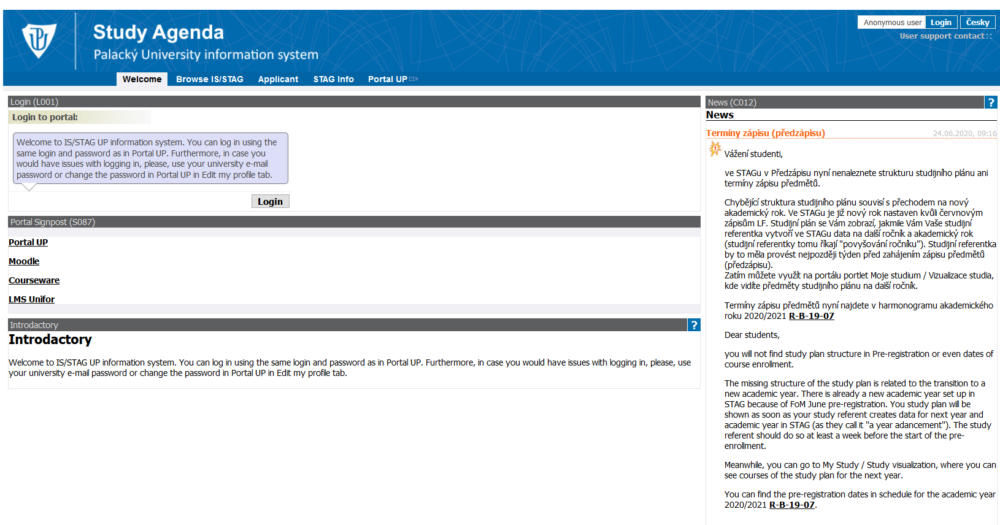 Study Agenda
Palacký University information system
Anonymous user Login Česky
User support contact
Welcome Browse IS/STAG Applicant STAG Info Portal UP
Login (L001)
Login to portal:
Welcome to IS/STAG UP information system. You can log in using the
same login and password as in Portal UP. Furthermore, in case you
would have issues with logging in, please, use your university e-mail
password or change the password in Portal UP in Edit my profile tab.
Login
Portal Signpost (S087)
Portal UP
Moodle
Courseware
LMS Unifor
Introdactory ?
Introdactory
Welcome to IS/STAG UP information system. You can log in using the same login and password as in Portal UP. Furthermore, in case you would have issues with logging in, please, use
your university e-mail password or change the password in Portal UP in Edit my profile tab.
News (C012) ?
News
Termíny zápisu (předzápisu) 24.06.2020, 09:16
Vážení studenti,
ve STAGu v Předzápisu nyní nenaleznete strukturu studijního plánu ani
termíny zápisu předmětů.
Chybějící struktura studijního plánu souvisí s přechodem na nový
akademický rok. Ve STAGu je již nový rok nastaven kvůli červnovým
zápisům LF. Studijní plán se Vám zobrazí, jakmile Vám Vaše studijní
referentka vytvoří ve STAGu data na další ročník a akademický rok
(studijní referentky tomu říkají "povyšování ročníku"). Studijní referentka
by to měla provést nejpozději týden před zahájením zápisu předmětů
(předzápisu).
Zatím můžete využít na portálu portlet Moje studium / Vizualizace studia,
kde vidíte předměty studijního plánu na další ročník.
Termíny zápisu předmětů nyní najdete v harmonogramu akademického
roku 2020/2021 R-B-19-07
Dear students,
you will not find study plan structure in Pre-registration or even dates of
course enrollment.
The missing structure of the study plan is related to the transition to a
new academic year. There is already a new academic year set up in
STAG because of FoM June pre-registration. You study plan will be
shown as soon as your study referent creates data for next year and
academic year in STAG (as they call it "a year adancement"). The study
referent should do so at least a week before the start of the pre-
enrollment.
Meanwhile, you can go to My Study / Study visualization, where you can
see courses of the study plan for the next year.
You can find the pre-registration dates in schedule for the academic year
2020/2021 R-B-19-07.